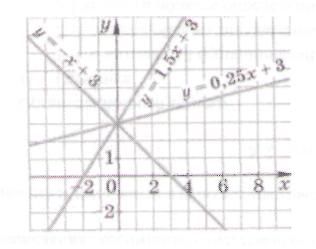 y
y = -x + 3
y = 1,5x + 3
y = 0,25x + 3
1
-2 0 2 4 6 8 x
-2